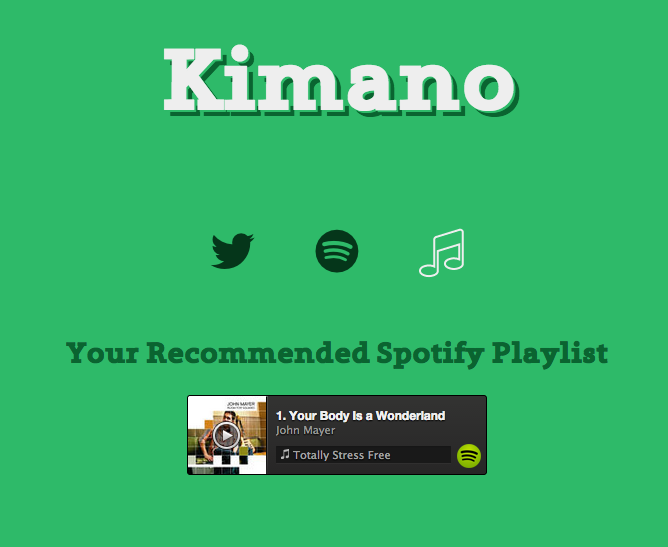 Kimano
Your Recommended Spotify Playlist
JOHN MAYER
1. Your Body Is a Wonderland
John Mayer
Totally Stress Free